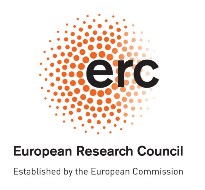 erc
European Research Council
Established by the European Commission